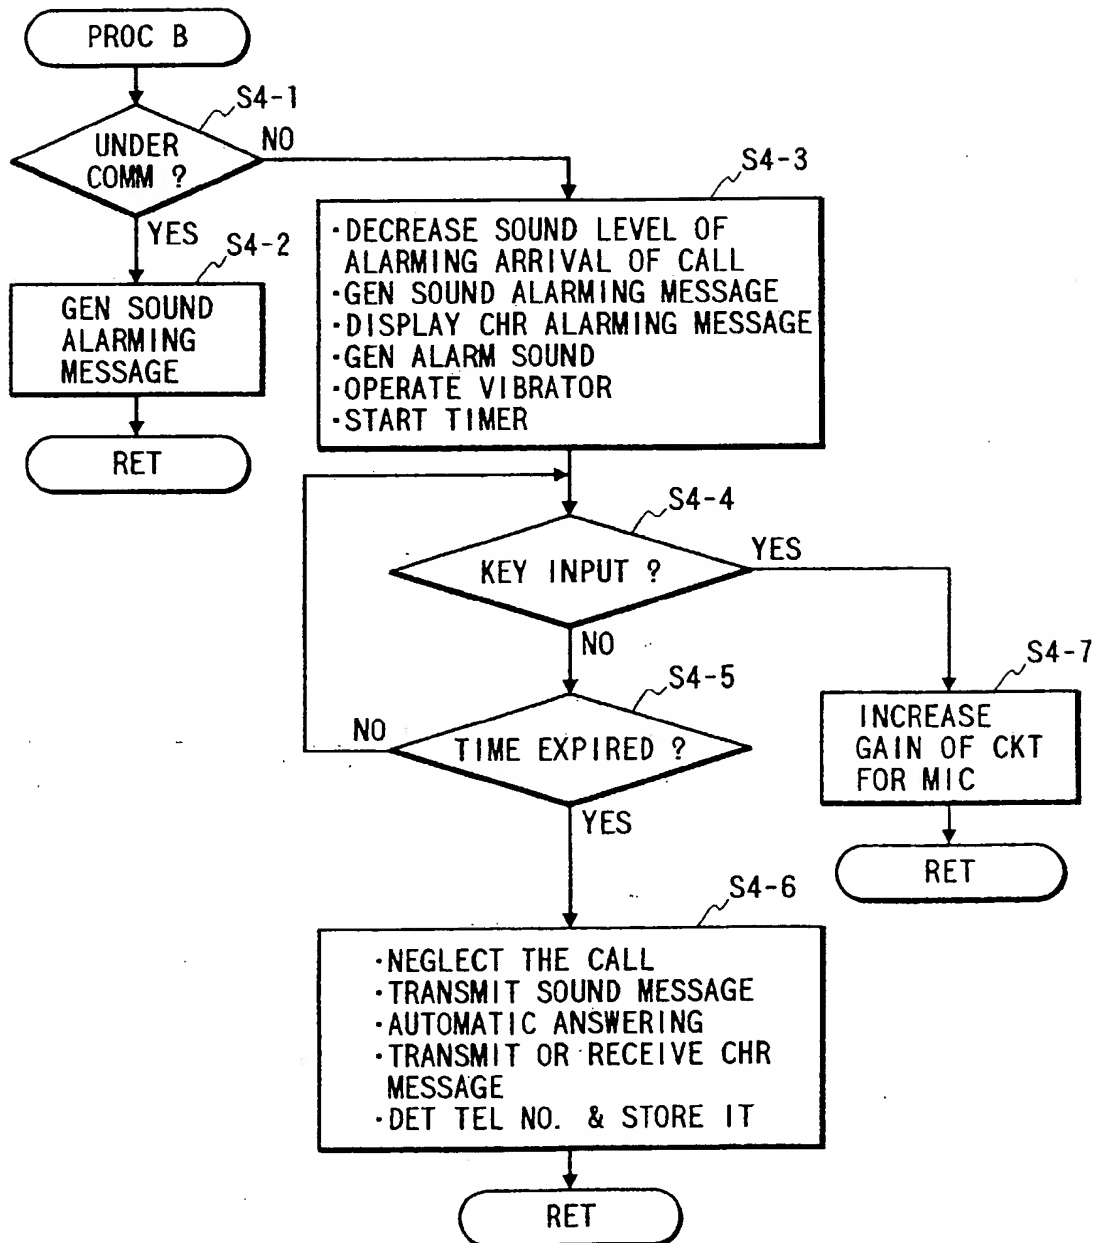 PROC B
S4-1
UNDER
COMM ?
NO
YES
S4-2
GEN SOUND
ALARMING
MESSAGE
RET
S4-3
·DECREASE SOUND LEVEL OF
ALARMING ARRIVAL OF CALL
·GEN SOUND ALARMING MESSAGE
·DISPLAY CHR ALARMING MESSAGE
·GEN ALARM SOUND
·OPERATE VIBRATOR
·START TIMER
S4-4
KEY INPUT ?
YES
NO
S4-5
TIME EXPIRED ?
NO
YES
S4-7
INCREASE
GAIN OF CKT
FOR MIC
RET
S4-6
·NEGLECT THE CALL
·TRANSMIT SOUND MESSAGE
·AUTOMATIC ANSWERING
·TRANSMIT OR RECEIVE CHR
MESSAGE
·DET TEL NO. & STORE IT
RET